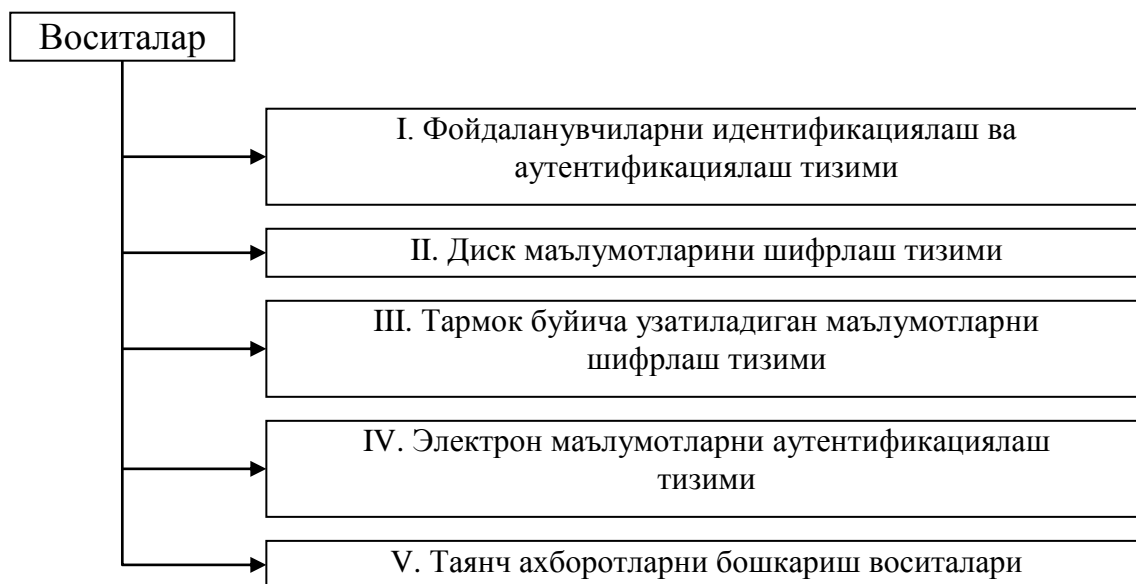 Воситалар
I. Фойдаланувчиларни идентификациялаш ва
аутентификациялаш тизими
II. Диск маълумотларини шифрлаш тизими
III. Тармок буйича узатиладиган маълумотларни
шифрлаш тизими
IV. Электрон маълумотларни аутентификациялаш
тизими
V. Таянч ахборотларни бошкариш воситалари